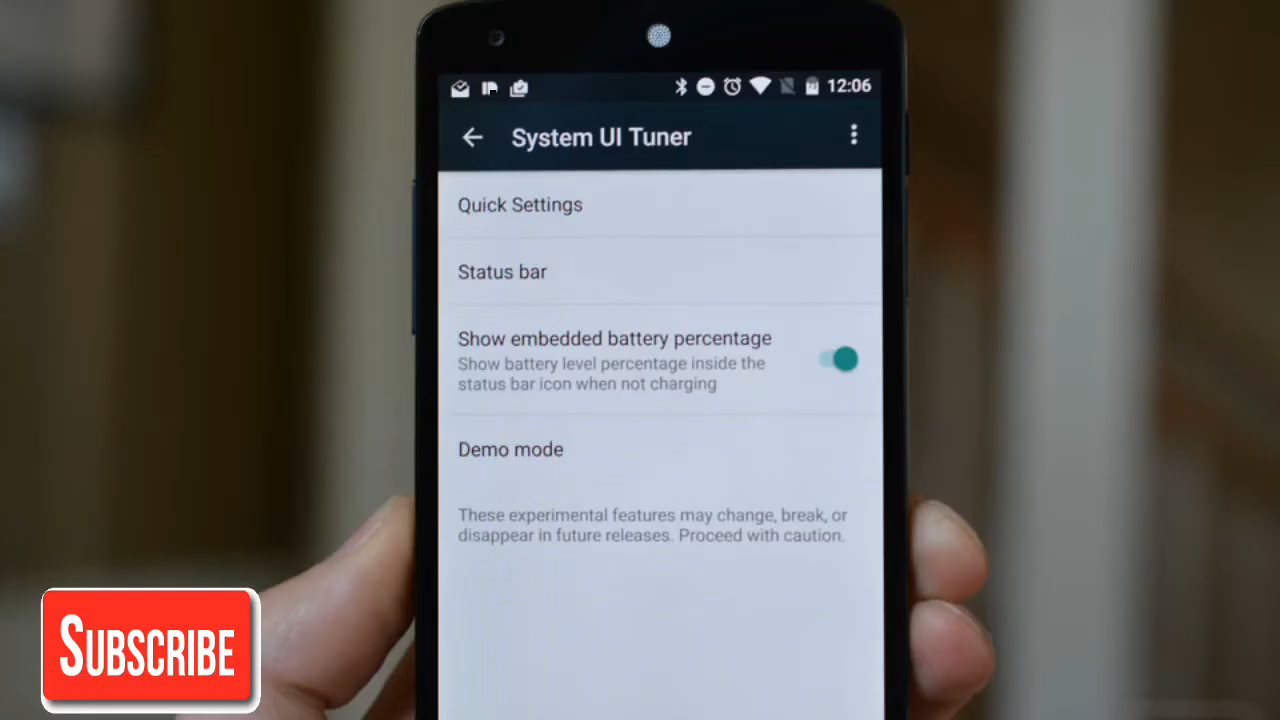 12:06
System UI Tuner
Quick Settings
Status bar
Show embedded battery percentage
Show battery level percentage inside the
status bar icon when not charging
Demo mode
These experimental features may change, break, or
disappear in future releases. Proceed with caution.
SUBSCRIBE